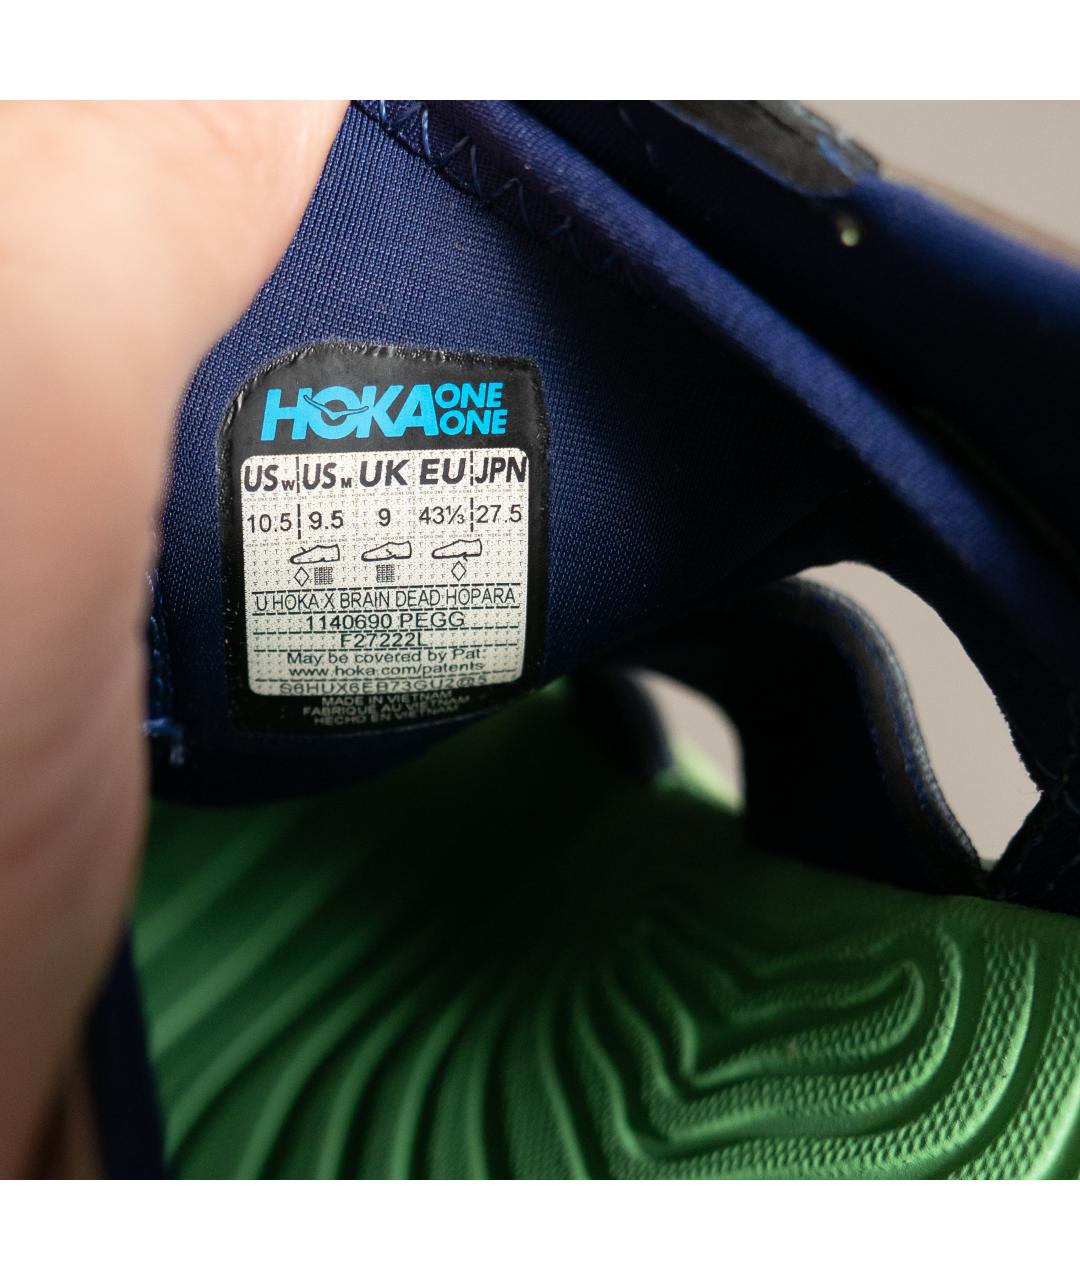 HOKA ONE ONE
US W US M UK EU JPN
10.5 9.5 9 43⅓ 27.5
U HOKA X BRAIN DEAD HOPARA
1140690 PEGG
F27222L
May be covered by Pat:
www.hoka.com/patents
S6HUX6EB73GU2@5
MADE IN VIETNAM
FABRIQUE AU VIETNAM
HECHO EN VIETNAM